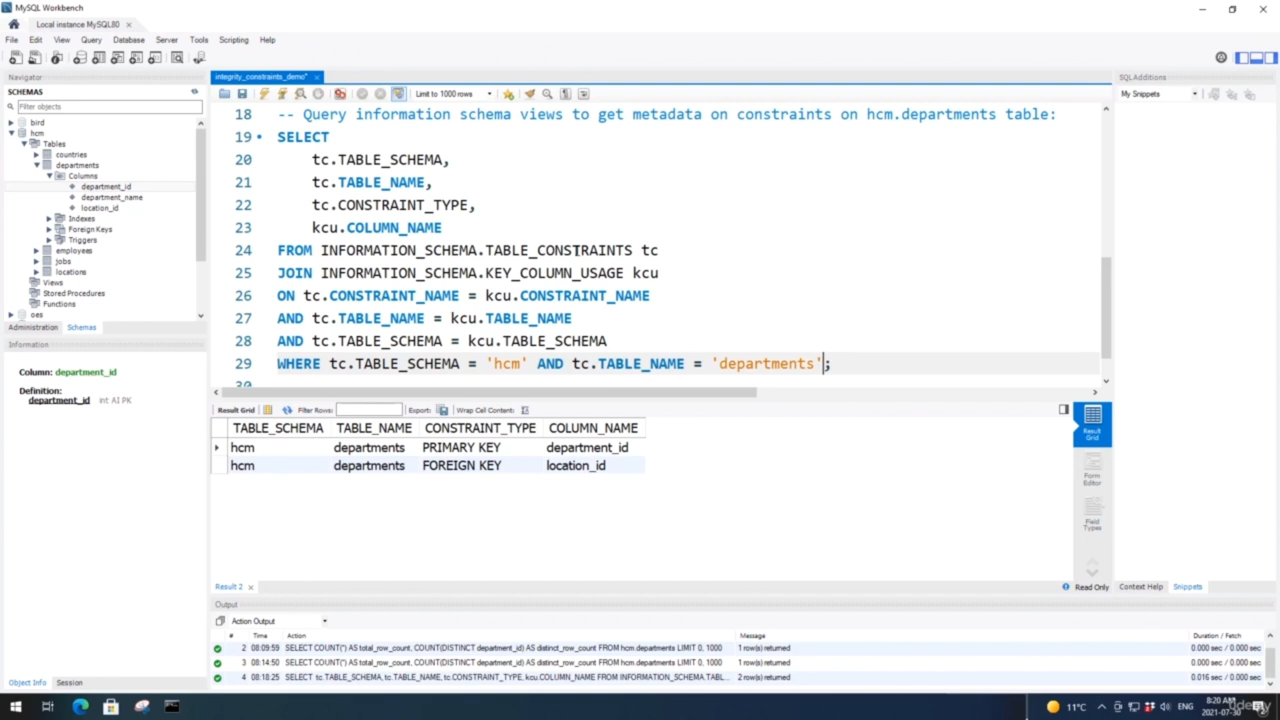 MySQL Workbench
Local instance MySQL80
File Edit View Query Database Server Tools Scripting Help
Navigator
SCHEMAS
Filter objects
bird
hcm
Tables
countries
departments
Columns
department_id
department_name
location_id
Indexes
Foreign Keys
Triggers
employees
jobs
locations
Views
Stored Procedures
Functions
oes
Administration Schemas
Information
Column: department_id
Definition:
department_id int AI PK
Object Info Session
integrity_constraints_demo*
Limit to 1000 rows
18 -- Query information schema views to get metadata on constraints on hcm.departments table:
19 SELECT
20 tc.TABLE_SCHEMA,
21 tc.TABLE_NAME,
22 tc.CONSTRAINT_TYPE,
23 kcu.COLUMN_NAME
24 FROM INFORMATION_SCHEMA.TABLE_CONSTRAINTS tc
25 JOIN INFORMATION_SCHEMA.KEY_COLUMN_USAGE kcu
26 ON tc.CONSTRAINT_NAME = kcu.CONSTRAINT_NAME
27 AND tc.TABLE_NAME = kcu.TABLE_NAME
28 AND tc.TABLE_SCHEMA = kcu.TABLE_SCHEMA
29 WHERE tc.TABLE_SCHEMA = 'hcm' AND tc.TABLE_NAME = 'departments';
30
Result Grid Filter Rows: Export: Wrap Cell Content:
TABLE_SCHEMA TABLE_NAME CONSTRAINT_TYPE COLUMN_NAME
hcm departments PRIMARY KEY department_id
hcm departments FOREIGN KEY location_id
Result Grid
Form Editor
Field Types
Result 2
Read Only
Output
Action Output
# Time Action Message Duration / Fetch
2 08:09:59 SELECT COUNT(*) AS total_row_count, COUNT(DISTINCT department_id) AS distinct_row_count FROM hcm.departments LIMIT 0, 1000 1 row(s) returned 0.000 sec / 0.000 sec
3 08:14:50 SELECT COUNT(*) AS total_row_count, COUNT(DISTINCT department_id) AS distinct_row_count FROM hcm.departments LIMIT 0, 1000 1 row(s) returned 0.000 sec / 0.000 sec
4 08:18:25 SELECT tc.TABLE_SCHEMA, tc.TABLE_NAME, tc.CONSTRAINT_TYPE, kcu.COLUMN_NAME FROM INFORMATION_SCHEMA.TABL... 2 row(s) returned 0.016 sec / 0.000 sec
SQLAdditions
My Snippets
Context Help Snippets
11°C
ENG
8:20 AM
2021-07-30
udemy